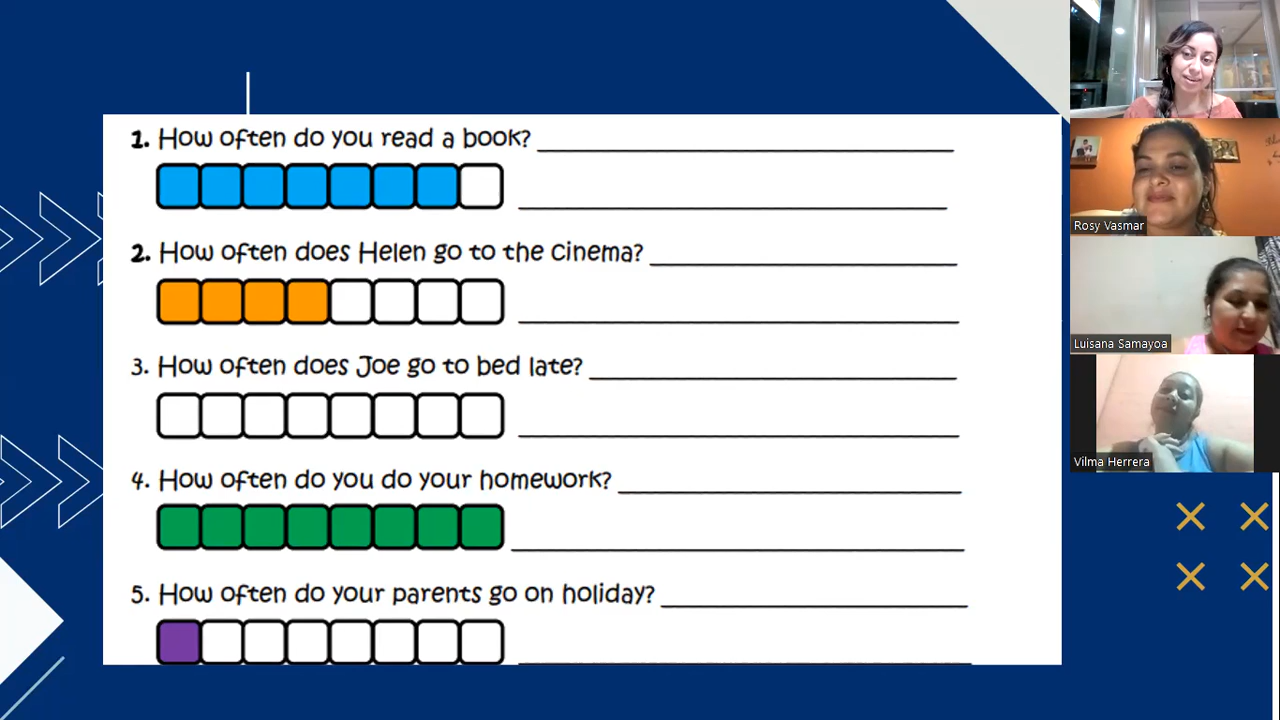 1. How often do you read a book?
2. How often does Helen go to the cinema?
3. How often does Joe go to bed late?
4. How often do you do your homework?
5. How often do your parents go on holiday?
Rosy Vasmar
Luisana Samayoa
Vilma Herrera